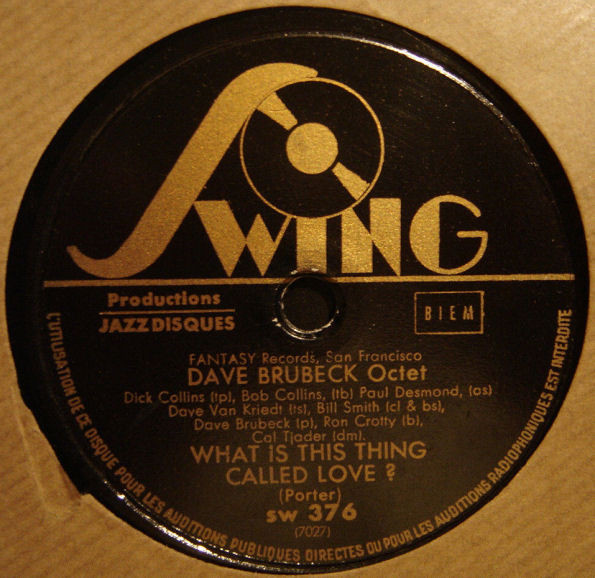 SWING
Productions
JAZZDISQUES
BIEM
FANTASY Records, San Francisco
DAVE BRUBECK Octet
Dick Collins (tp), Bob Collins, (tb) Paul Desmond, (as)
Dave Van Kriedt (ts), Bill Smith (cl & bs),
Dave Brubeck (p), Ron Crotty (b),
Cal Tjader (dm).
WHAT iS THIS THING
CALLED LOVE ?
(Porter)
sw 376
(7027)
L'UTILISATION DE CE DISQUE POUR LES AUDITIONS PUBLIQUES DIRECTES OU POUR LES AUDITIONS RADIOPHONIQUES EST INTERDITE